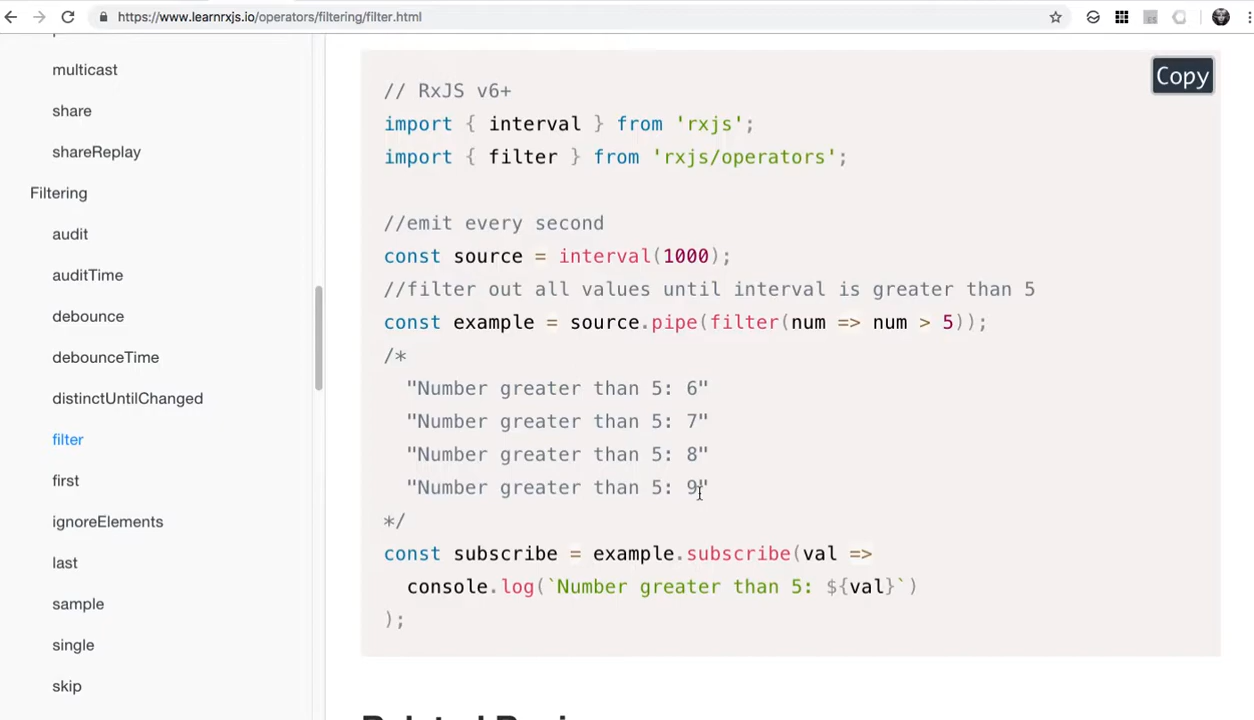 https://www.learnrxjs.io/operators/filtering/filter.html
multicast
share
shareReplay
Filtering
audit
auditTime
debounce
debounceTime
distinctUntilChanged
filter
first
ignoreElements
last
sample
single
skip
Copy
// RxJS v6+
import { interval } from 'rxjs';
import { filter } from 'rxjs/operators';
//emit every second
const source = interval(1000);
//filter out all values until interval is greater than 5
const example = source.pipe(filter(num => num > 5));
/*
"Number greater than 5: 6"
"Number greater than 5: 7"
"Number greater than 5: 8"
"Number greater than 5: 9"
*/
const subscribe = example.subscribe(val =>
console.log(`Number greater than 5: ${val}`)
);